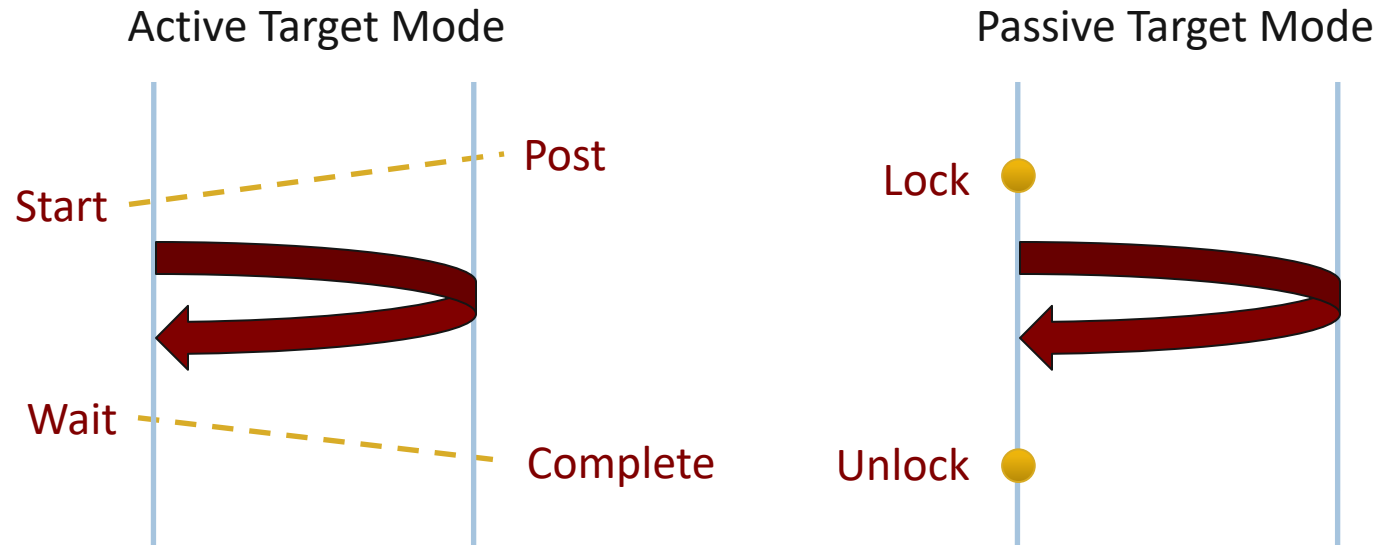 Active Target Mode
Passive Target Mode
Post
Start
Lock
Wait
Complete
Unlock